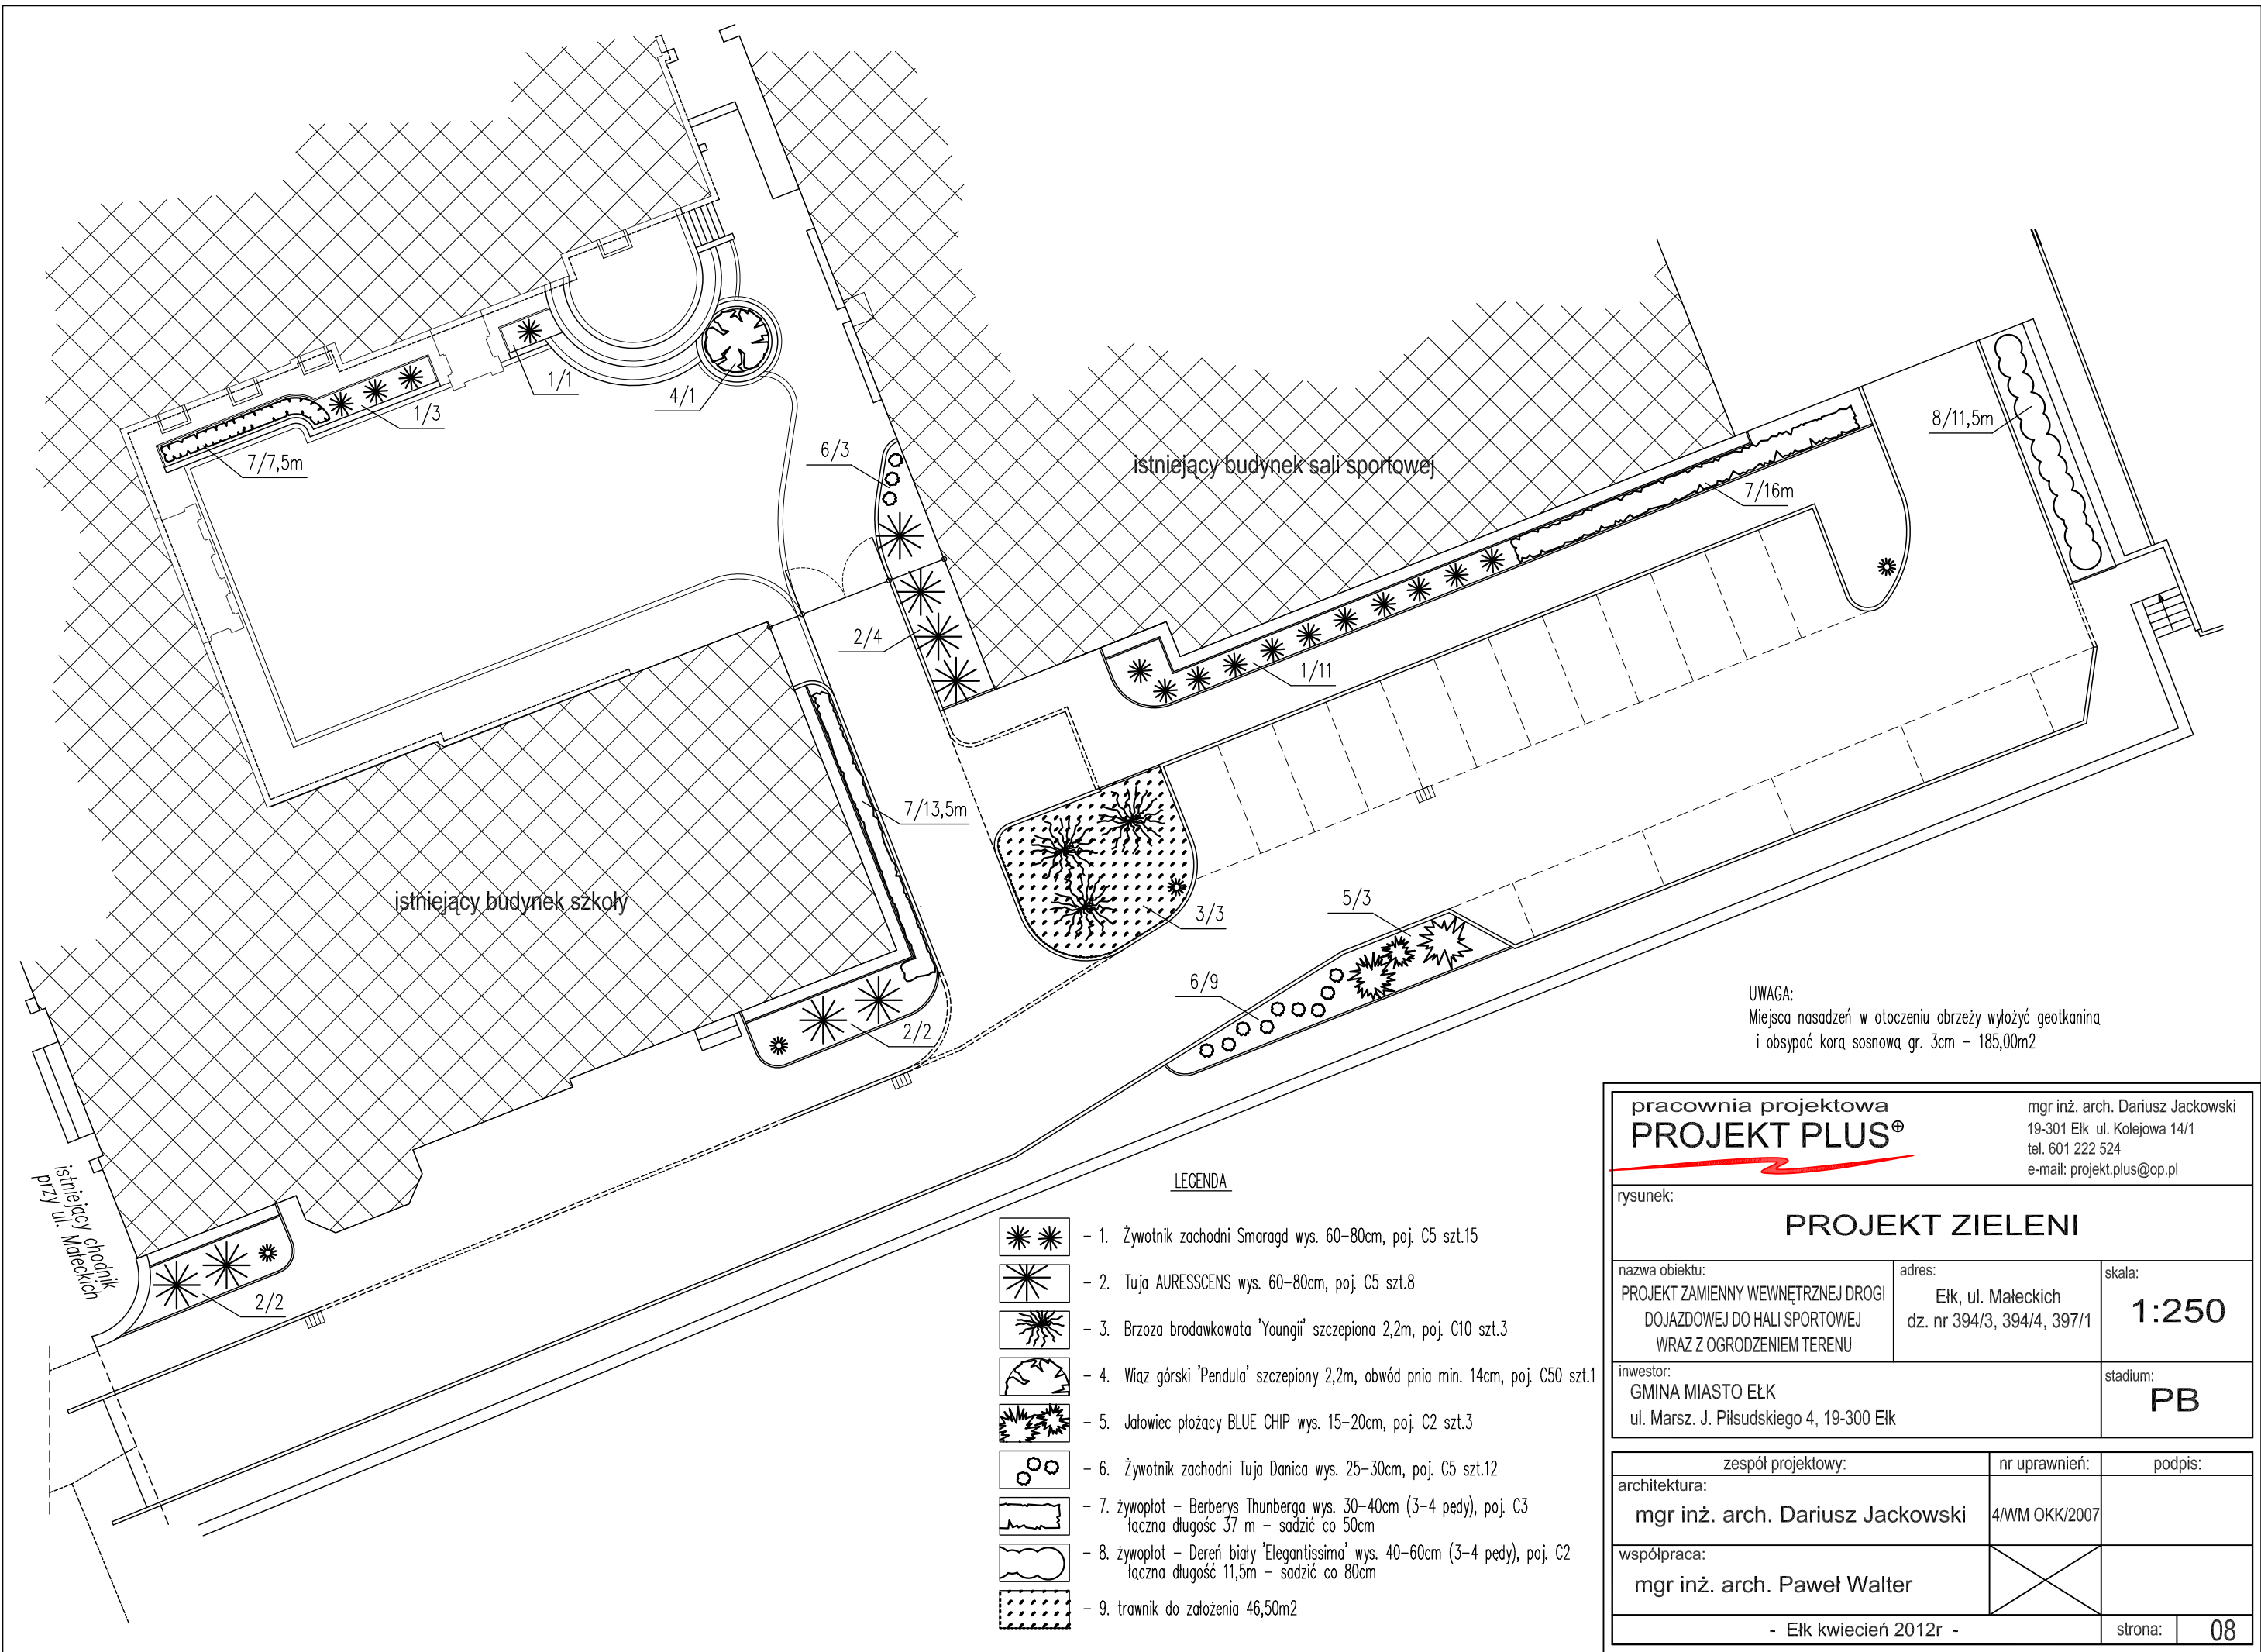 1/1
4/1
1/3
7/7,5m
6/3
istniejący budynek sali sportowej
8/11,5m
7/16m
2/4
1/11
7/13,5m
istniejący budynek szkoły
3/3
5/3
6/9
2/2
2/2
istniejący chodnik
przy ul. Małeckich
UWAGA:
Miejsca nasadzeń w otoczeniu obrzeży wyłożyć geotkaniną
i obsypać korą sosnową gr. 3cm – 185,00m2
LEGENDA
– 1. Żywotnik zachodni Smaragd wys. 60–80cm, poj. C5 szt.15
– 2. Tuja AURESSCENS wys. 60–80cm, poj. C5 szt.8
– 3. Brzoza brodawkowata 'Youngii' szczepiona 2,2m, poj. C10 szt.3
– 4. Wiąz górski 'Pendula' szczepiony 2,2m, obwód pnia min. 14cm, poj. C50 szt.1
– 5. Jałowiec płożący BLUE CHIP wys. 15–20cm, poj. C2 szt.3
– 6. Żywotnik zachodni Tuja Danica wys. 25–30cm, poj. C5 szt.12
– 7. żywopłot – Berberys Thunberga wys. 30–40cm (3–4 pędy), poj. C3
łączna długość 37 m – sadzić co 50cm
– 8. żywopłot – Dereń biały 'Elegantissima' wys. 40–60cm (3–4 pędy), poj. C2
łączna długość 11,5m – sadzić co 80cm
– 9. trawnik do założenia 46,50m2
pracownia projektowa
PROJEKT PLUS
mgr inż. arch. Dariusz Jackowski
19-301 Ełk ul. Kolejowa 14/1
tel. 601 222 524
e-mail: projekt.plus@op.pl
rysunek:
PROJEKT ZIELENI
nazwa obiektu:
PROJEKT ZAMIENNY WEWNĘTRZNEJ DROGI
DOJAZDOWEJ DO HALI SPORTOWEJ
WRAZ Z OGRODZENIEM TERENU
adres:
Ełk, ul. Małeckich
dz. nr 394/3, 394/4, 397/1
skala:
1:250
inwestor:
GMINA MIASTO EŁK
ul. Marsz. J. Piłsudskiego 4, 19-300 Ełk
stadium:
PB
zespół projektowy:
nr uprawnień:
podpis:
architektura:
mgr inż. arch. Dariusz Jackowski
4/WM OKK/2007
współpraca:
mgr inż. arch. Paweł Walter
- Ełk kwiecień 2012r -
strona:
08